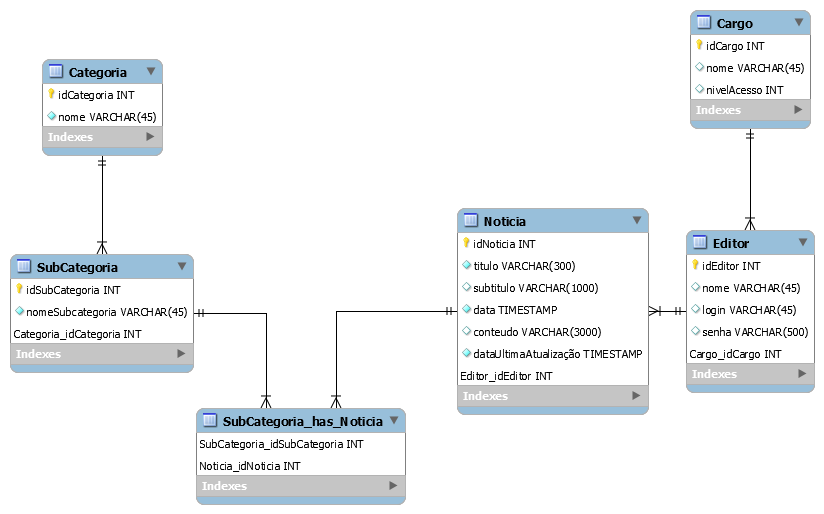 Categoria
idCategoria INT
nome VARCHAR(45)
Indexes
Cargo
idCargo INT
nome VARCHAR(45)
nivelAcesso INT
Indexes
SubCategoria
idSubCategoria INT
nomeSubcategoria VARCHAR(45)
Categoria_idCategoria INT
Indexes
Noticia
idNoticia INT
titulo VARCHAR(300)
subtitulo VARCHAR(1000)
data TIMESTAMP
conteudo VARCHAR(3000)
dataUltimaAtualização TIMESTAMP
Editor_idEditor INT
Indexes
Editor
idEditor INT
nome VARCHAR(45)
login VARCHAR(45)
senha VARCHAR(500)
Cargo_idCargo INT
Indexes
SubCategoria_has_Noticia
SubCategoria_idSubCategoria INT
Noticia_idNoticia INT
Indexes